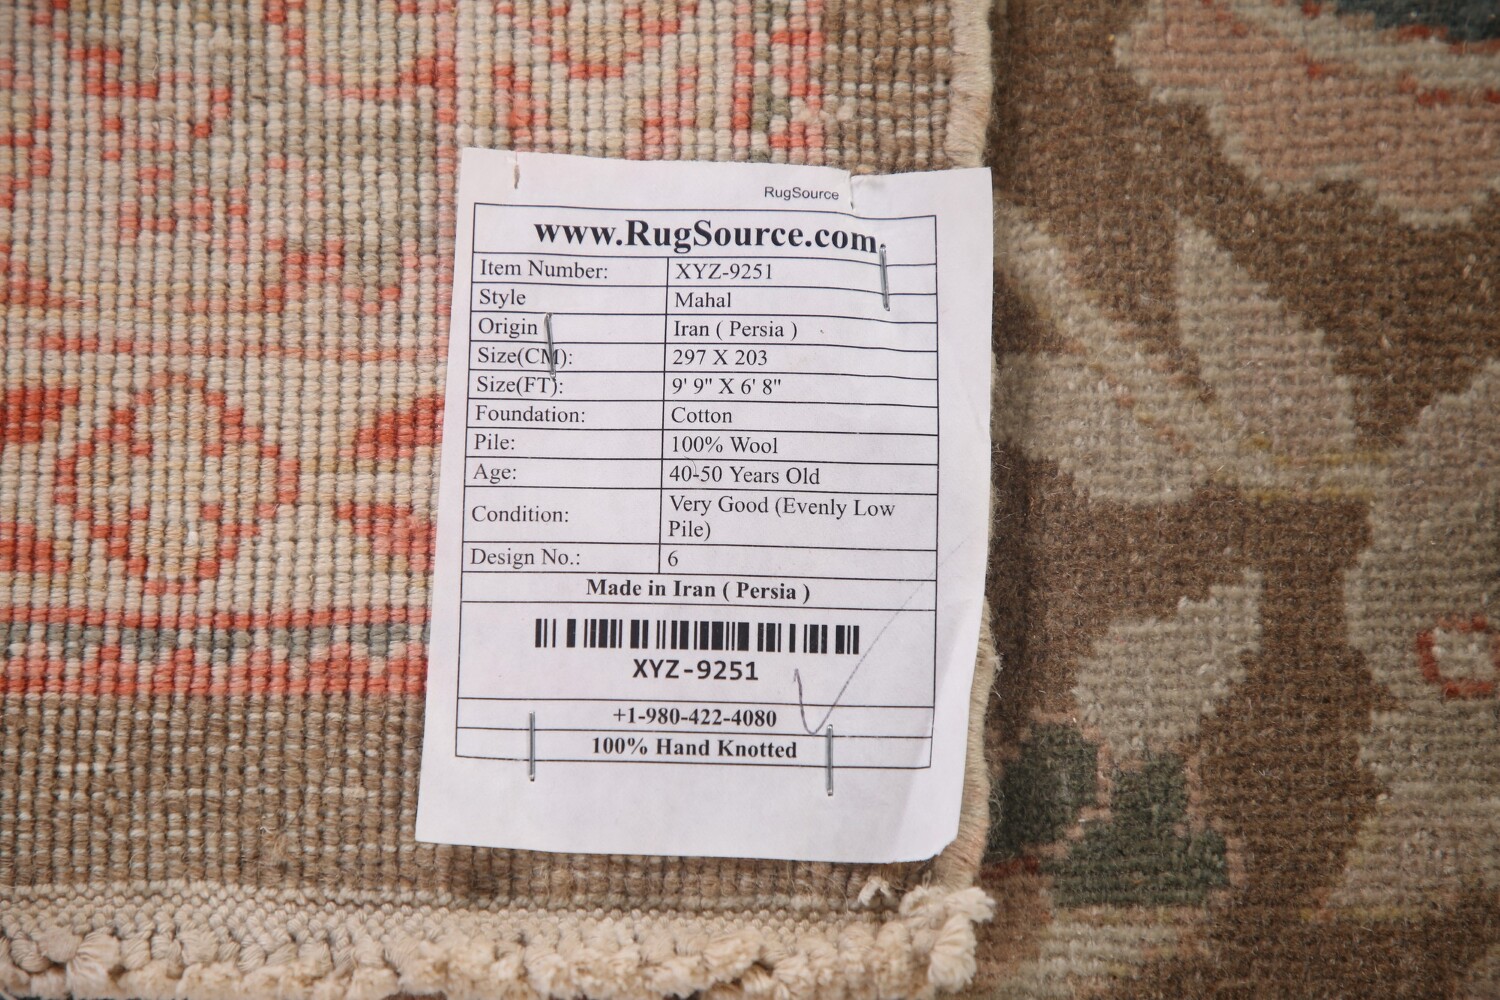 RugSource
www.RugSource.com.
Item Number: XYZ-9251
Style Mahal
Origin Iran ( Persia )
Size(CM): 297 X 203
Size(FT): 9' 9" X 6' 8"
Foundation: Cotton
Pile: 100% Wool
Age: 40-50 Years Old
Condition: Very Good (Evenly Low
Pile)
Design No.: 6
Made in Iran ( Persia )
XYZ-9251
+1-980-422-4080
100% Hand Knotted